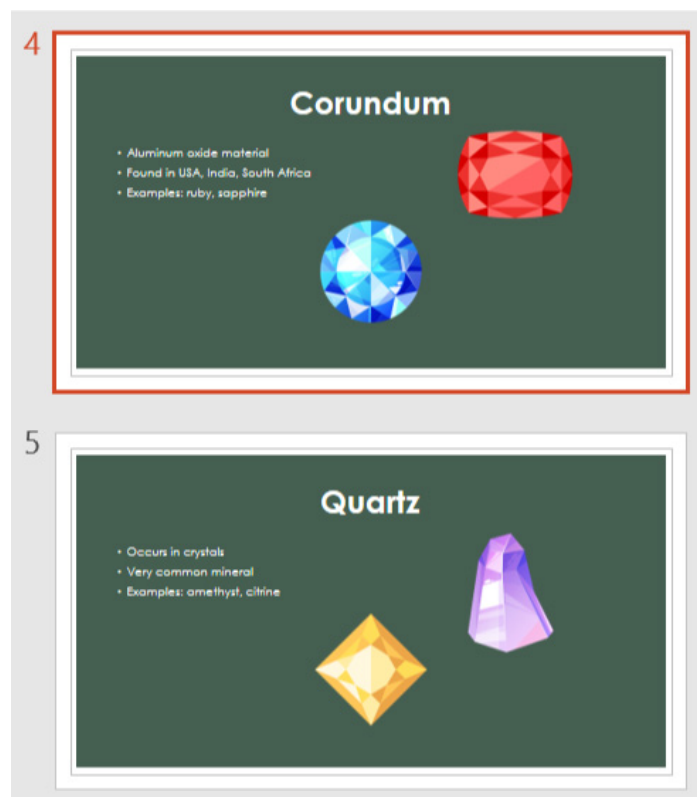 4
Corundum
• Aluminum oxide material
• Found in USA, India, South Africa
• Examples: ruby, sapphire
5
Quartz
• Occurs in crystals
• Very common mineral
• Examples: amethyst, citrine